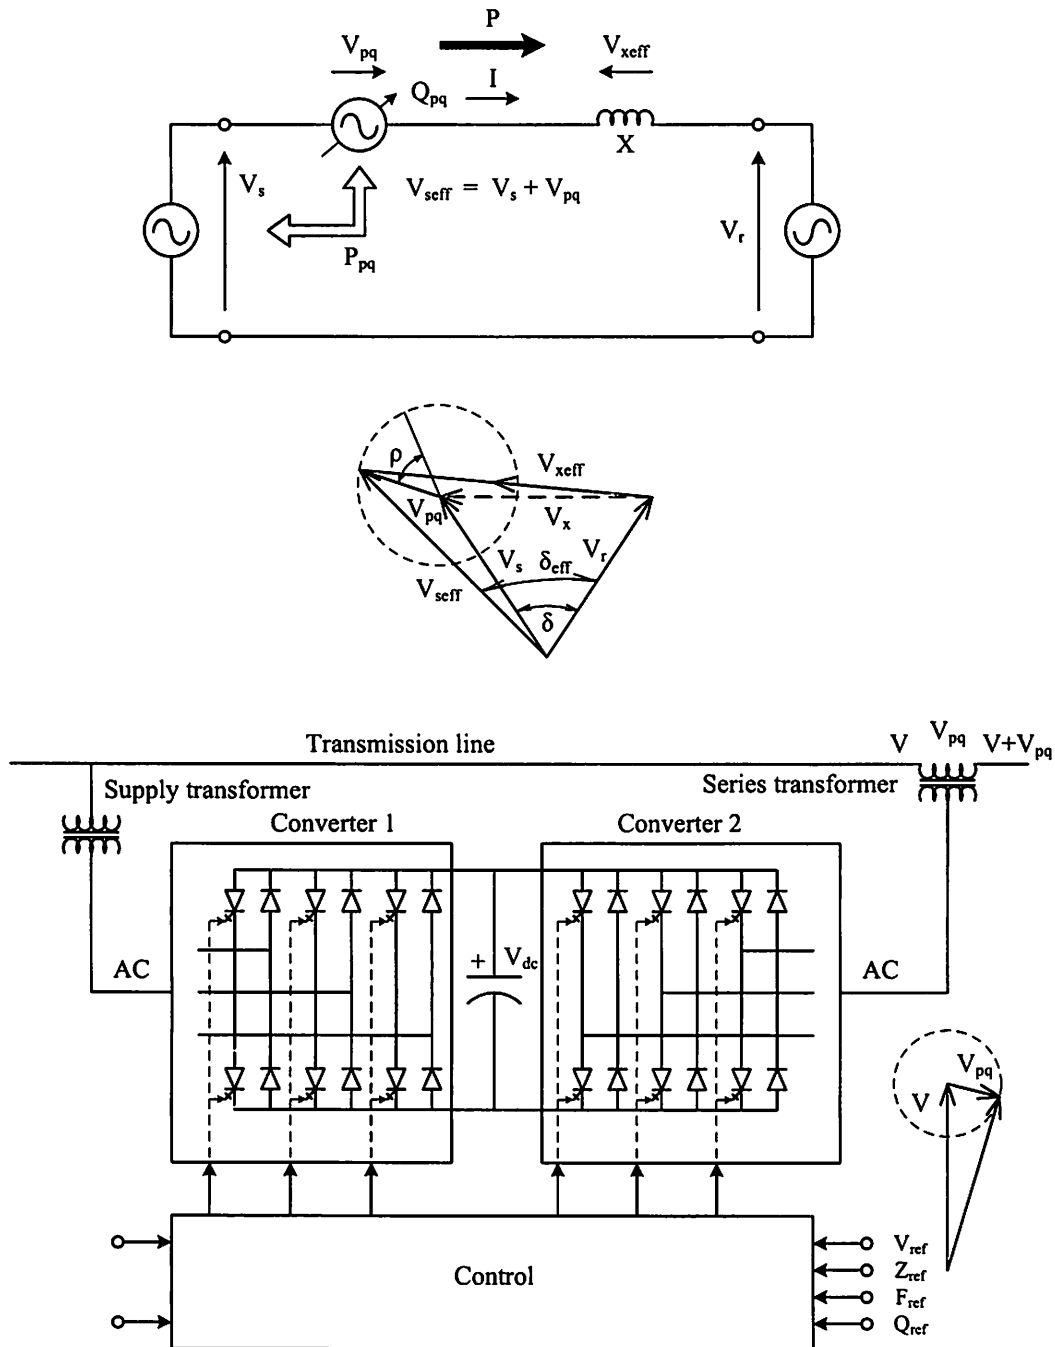 P
V_pq
V_xeff
Q_pq
I
X
V_s
V_seff = V_s + V_pq
V_r
P_pq
ρ
V_xeff
V_pq
V_x
V_s
δ_eff
V_r
V_seff
δ
Transmission line
V
V_pq
V+V_pq
Supply transformer
Series transformer
Converter 1
Converter 2
AC
+
V_dc
AC
V_pq
V
Control
V_ref
Z_ref
F_ref
Q_ref